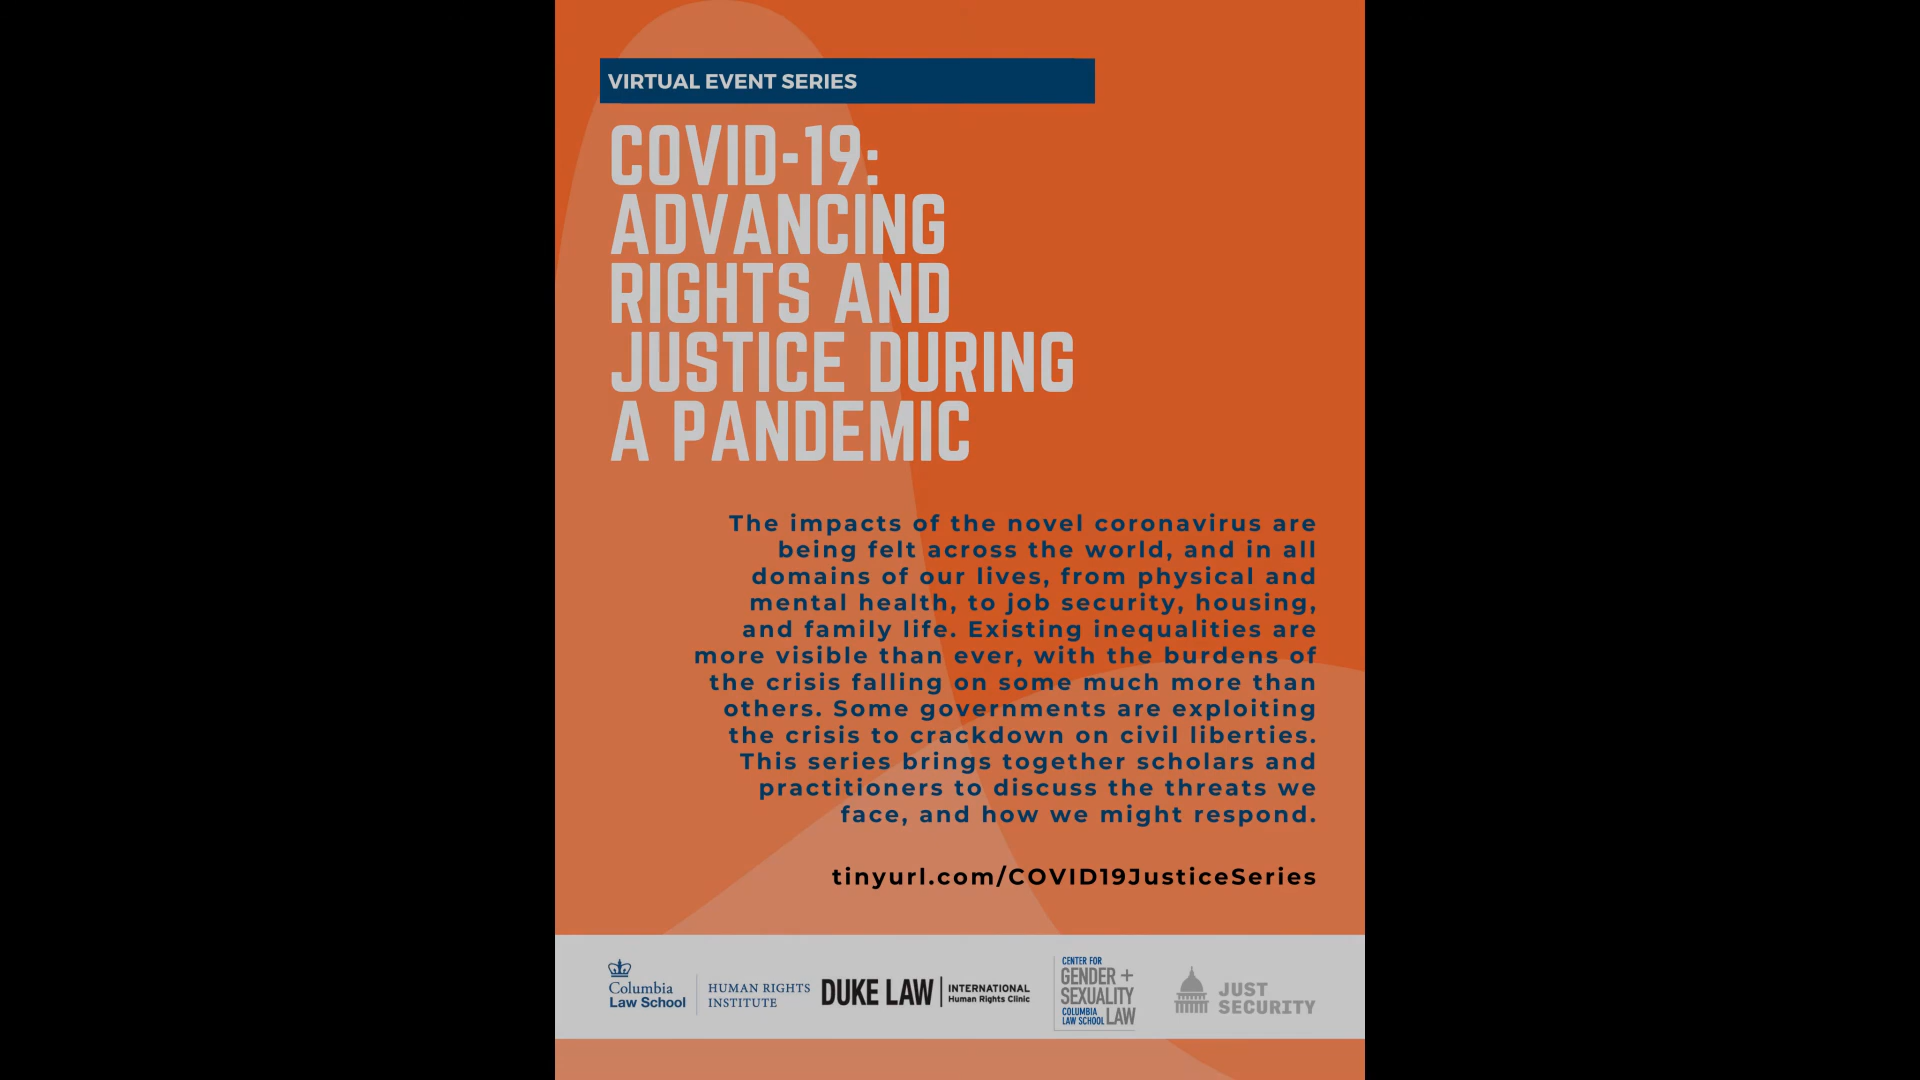 VIRTUAL EVENT SERIES
COVID-19:
ADVANCING
RIGHTS AND
JUSTICE DURING
A PANDEMIC
The impacts of the novel coronavirus are
being felt across the world, and in all
domains of our lives, from physical and
mental health, to job security, housing,
and family life. Existing inequalities are
more visible than ever, with the burdens of
the crisis falling on some much more than
others. Some governments are exploiting
the crisis to crackdown on civil liberties.
This series brings together scholars and
practitioners to discuss the threats we
face, and how we might respond.
tinyurl.com/COVID19JusticeSeries
Columbia
Law School
HUMAN RIGHTS
INSTITUTE
DUKE LAW
INTERNATIONAL
Human Rights Clinic
CENTER FOR
GENDER +
SEXUALITY
COLUMBIA
LAW SCHOOL LAW
JUST
SECURITY